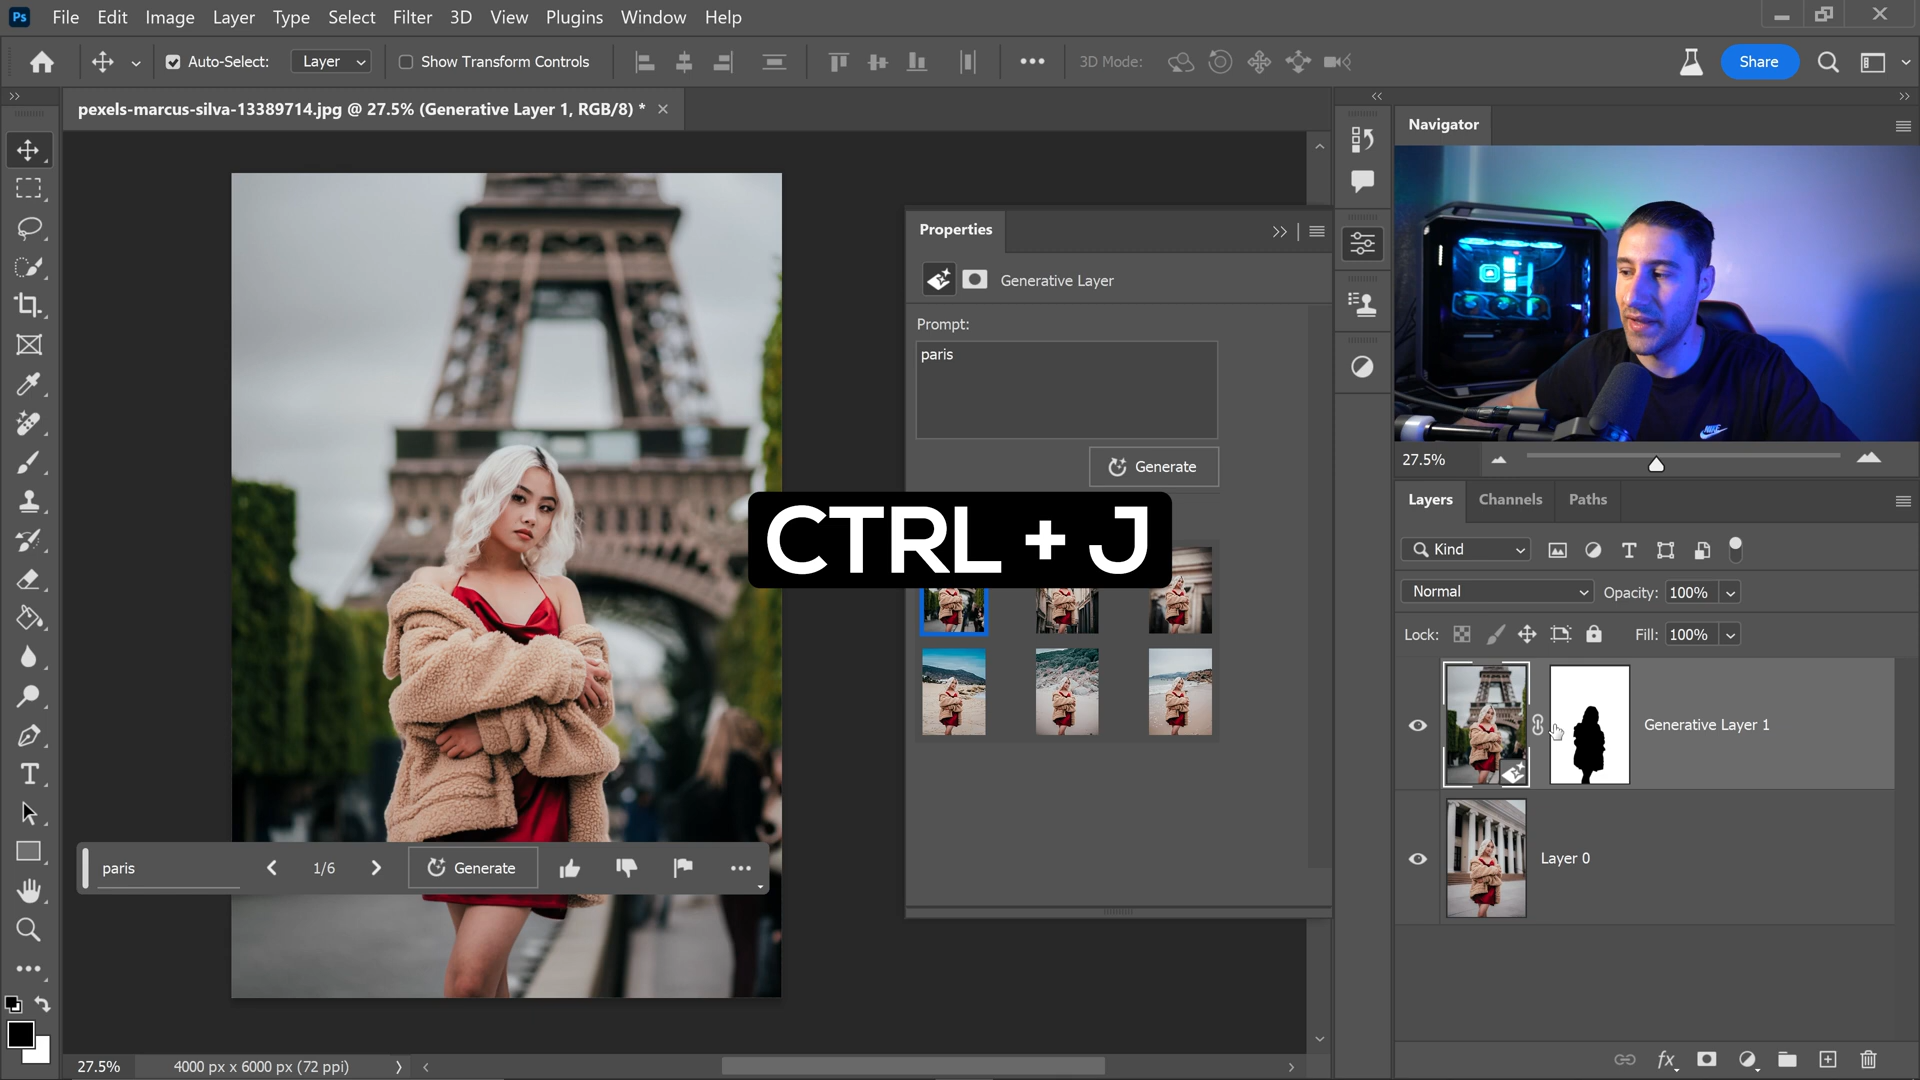 Ps File Edit Image Layer Type Select Filter 3D View Plugins Window Help
Auto-Select: Layer Show Transform Controls 3D Mode: Share
pexels-marcus-silva-13389714.jpg @ 27.5% (Generative Layer 1, RGB/8) *
Navigator
Properties
Generative Layer
Prompt:
paris
Generate
CTRL + J
27.5%
Layers Channels Paths
Kind
Normal Opacity: 100%
Lock: Fill: 100%
Generative Layer 1
Layer 0
paris 1/6 Generate
27.5% 4000 px x 6000 px (72 ppi)
fx